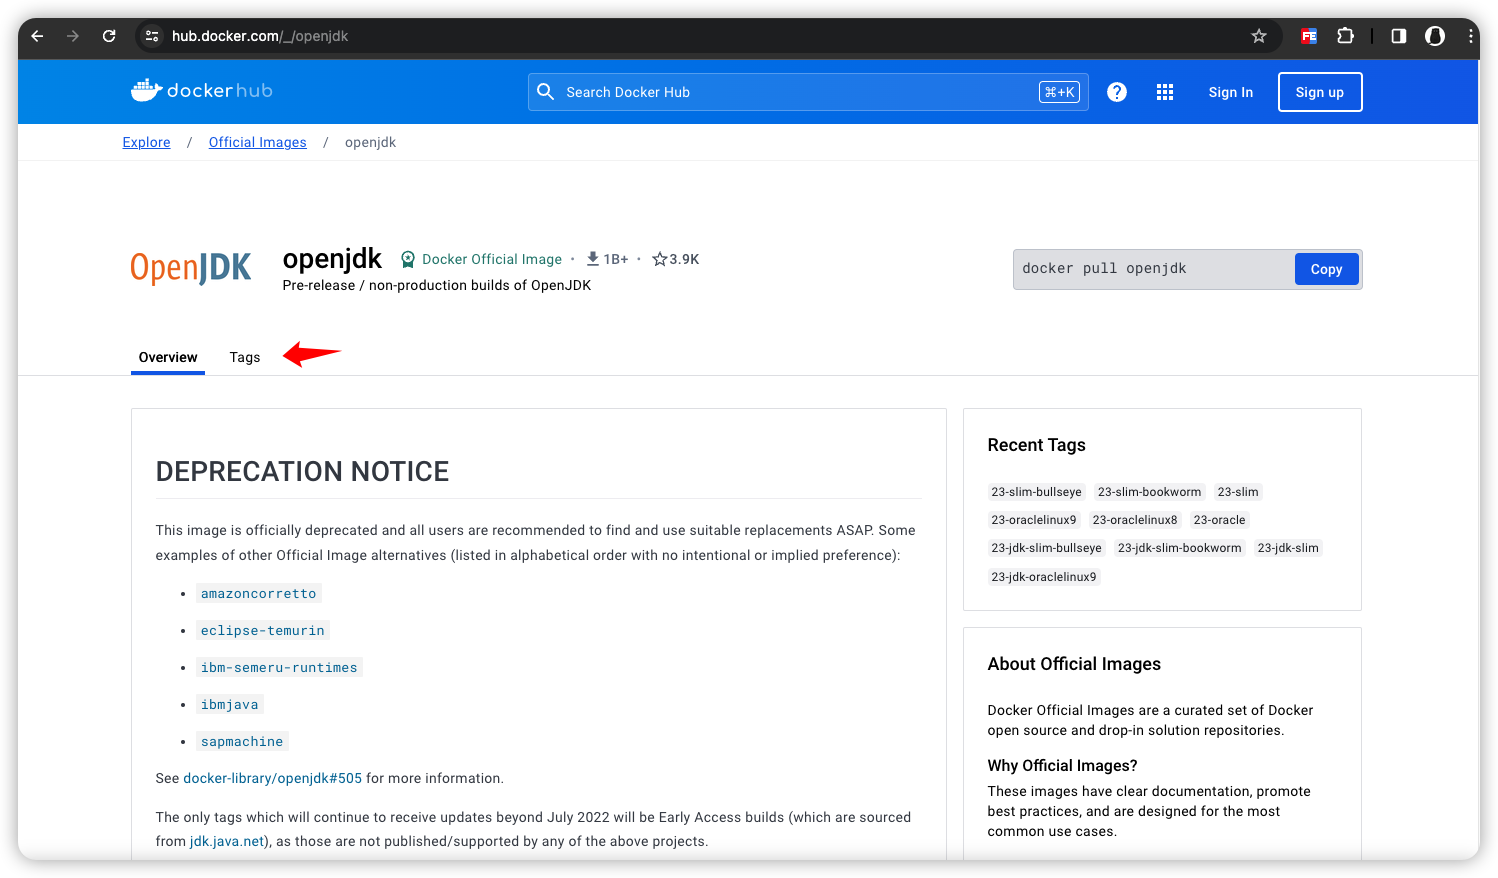 hub.docker.com/_/openjdk
FE
docker hub
Search Docker Hub
⌘+K
?
Sign In
Sign up
Explore / Official Images / openjdk
OpenJDK
openjdk Docker Official Image · 1B+ · 3.9K
Pre-release / non-production builds of OpenJDK
docker pull openjdk
Copy
Overview
Tags
DEPRECATION NOTICE
This image is officially deprecated and all users are recommended to find and use suitable replacements ASAP. Some
examples of other Official Image alternatives (listed in alphabetical order with no intentional or implied preference):
• amazoncorretto
• eclipse-temurin
• ibm-semeru-runtimes
• ibmjava
• sapmachine
See docker-library/openjdk#505 for more information.
The only tags which will continue to receive updates beyond July 2022 will be Early Access builds (which are sourced
from jdk.java.net), as those are not published/supported by any of the above projects.
Recent Tags
23-slim-bullseye 23-slim-bookworm 23-slim
23-oraclelinux9 23-oraclelinux8 23-oracle
23-jdk-slim-bullseye 23-jdk-slim-bookworm 23-jdk-slim
23-jdk-oraclelinux9
About Official Images
Docker Official Images are a curated set of Docker
open source and drop-in solution repositories.
Why Official Images?
These images have clear documentation, promote
best practices, and are designed for the most
common use cases.